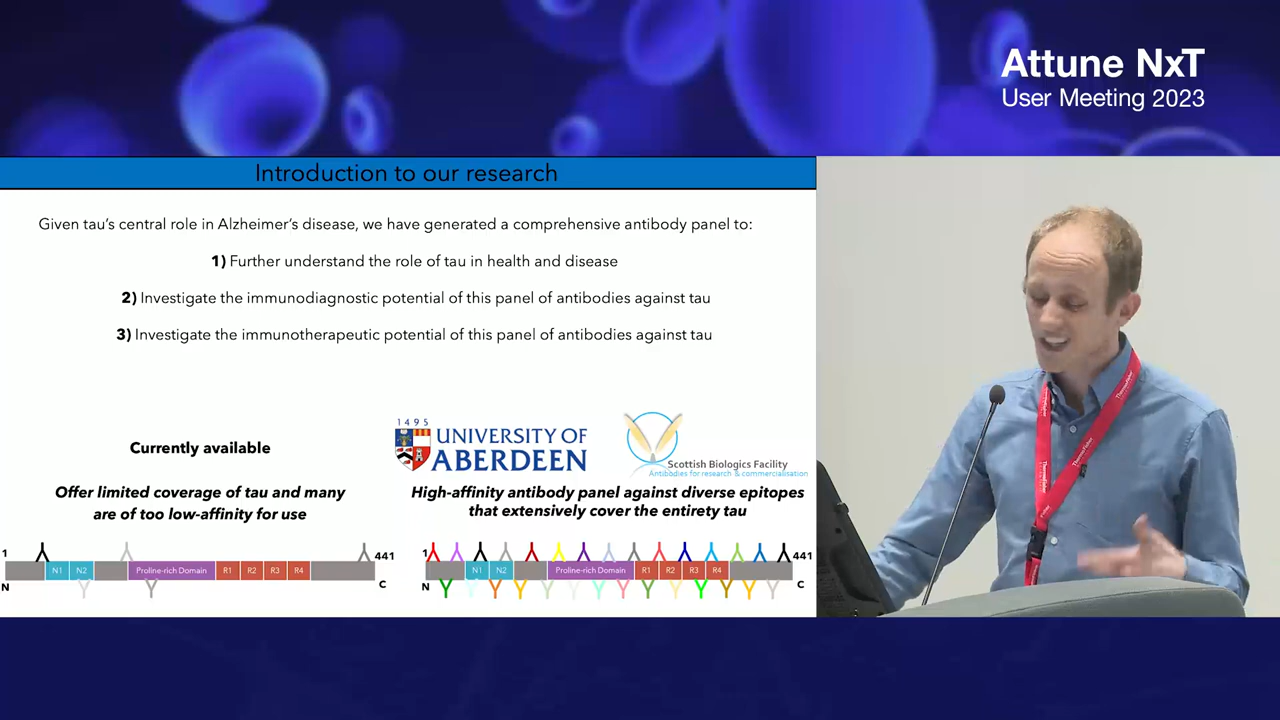 Attune NxT
User Meeting 2023
Introduction to our research
Given tau's central role in Alzheimer's disease, we have generated a comprehensive antibody panel to:
1) Further understand the role of tau in health and disease
2) Investigate the immunodiagnostic potential of this panel of antibodies against tau
3) Investigate the immunotherapeutic potential of this panel of antibodies against tau
Currently available
Offer limited coverage of tau and many
are of too low-affinity for use
1
441
N1 N2 Proline-rich Domain R1 R2 R3 R4
N
C
1495
UNIVERSITY OF
ABERDEEN
Scottish Biologics Facility
Antibodies for research & commercialisation
High-affinity antibody panel against diverse epitopes
that extensively cover the entirety tau
1
441
N1 N2 Proline-rich Domain R1 R2 R3 R4
N
C
ThermoFisher